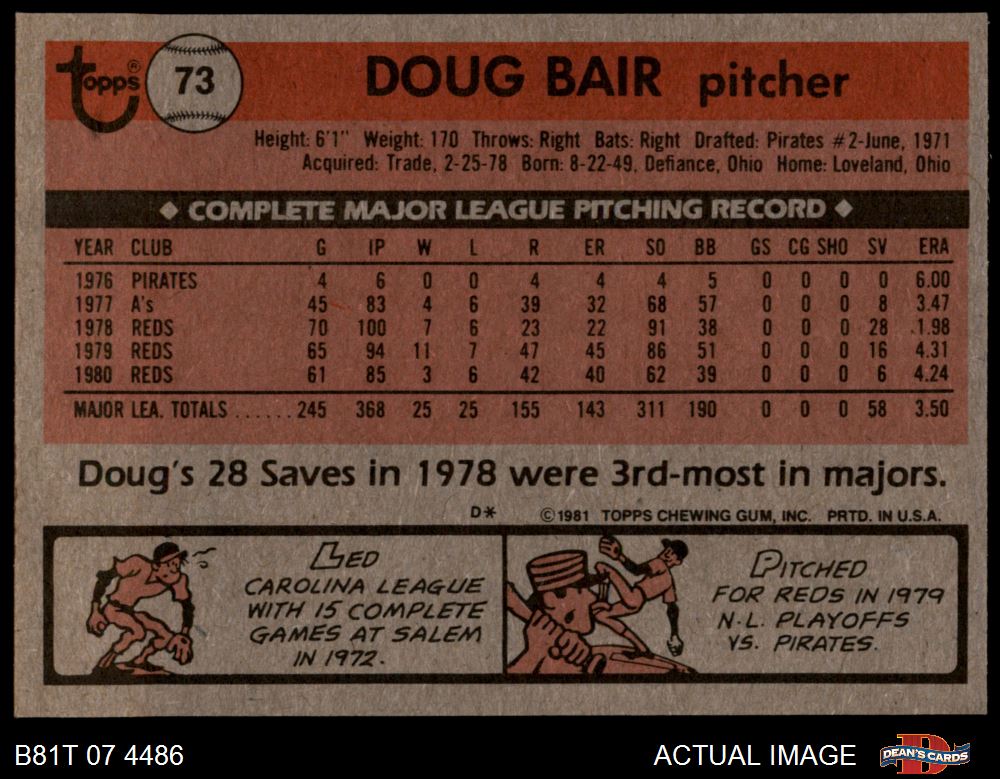 Topps® 73 DOUG BAIR pitcher
Height: 6'1" Weight: 170 Throws: Right Bats: Right Drafted: Pirates #2-June, 1971
Acquired: Trade, 2-25-78 Born: 8-22-49, Defiance, Ohio Home: Loveland, Ohio
◆ COMPLETE MAJOR LEAGUE PITCHING RECORD ◆
YEAR CLUB G IP W L R ER SO BB GS CG SHO SV ERA
1976 PIRATES 4 6 0 0 4 4 4 5 0 0 0 0 6.00
1977 A's 45 83 4 6 39 32 68 57 0 0 0 8 3.47
1978 REDS 70 100 7 6 23 22 91 38 0 0 0 28 1.98
1979 REDS 65 94 11 7 47 45 86 51 0 0 0 16 4.31
1980 REDS 61 85 3 6 42 40 62 39 0 0 0 6 4.24
MAJOR LEA. TOTALS ......245 368 25 25 155 143 311 190 0 0 0 58 3.50
Doug's 28 Saves in 1978 were 3rd-most in majors.
D* ©1981 TOPPS CHEWING GUM, INC. PRTD. IN U.S.A.
LED
CAROLINA LEAGUE
WITH 15 COMPLETE
GAMES AT SALEM
IN 1972.
PITCHED
FOR REDS IN 1979
N.L. PLAYOFFS
VS. PIRATES.
B81T 07 4486 ACTUAL IMAGE DEAN'S CARDS